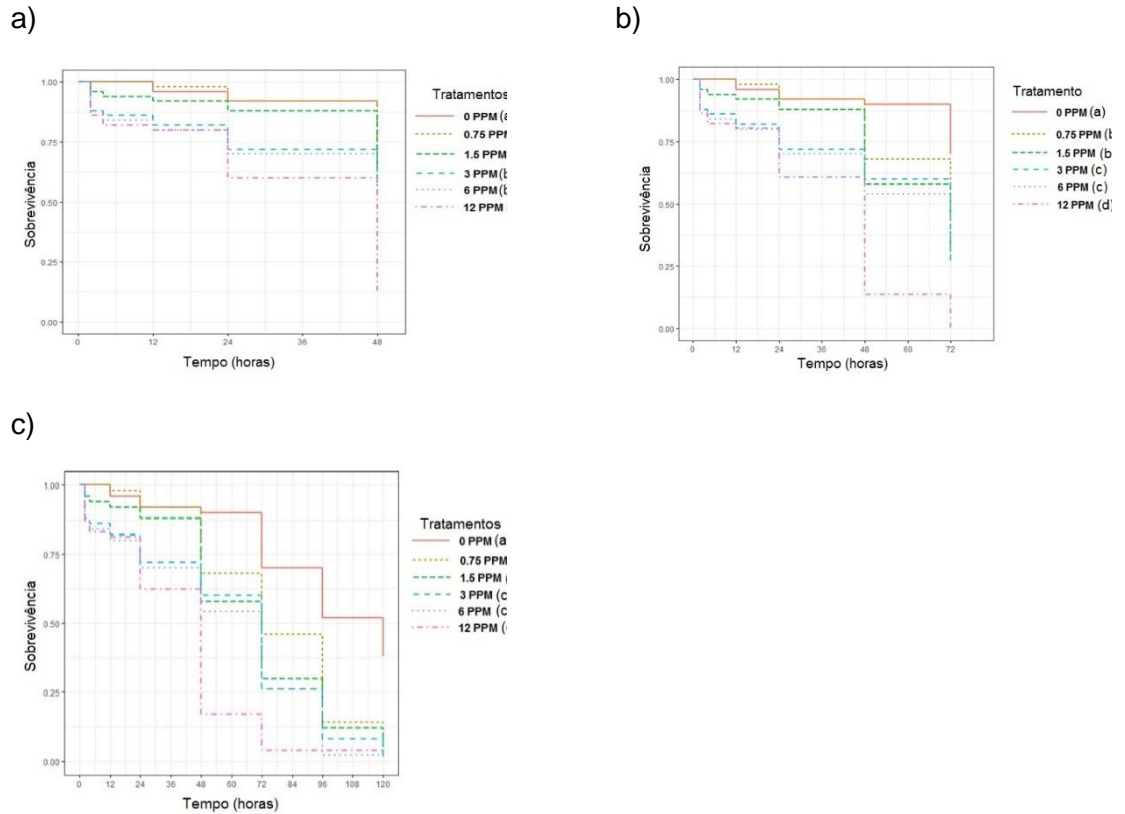 a)
1.00
0.75
0.50
0.25
0.00
Sobrevivência
0 12 24 36 48
Tempo (horas)
Tratamentos
0 PPM (a
0.75 PPM
1.5 PPM
3 PPM (b
6 PPM (b
12 PPM
b)
1.00
0.75
0.50
0.25
0.00
Sobrevivência
0 12 24 36 48 60 72
Tempo (horas)
Tratamento
0 PPM (a)
0.75 PPM (b
1.5 PPM (b
3 PPM (c)
6 PPM (c)
12 PPM (d)
c)
1.00
0.75
0.50
0.25
0.00
Sobrevivência
0 12 24 36 48 60 72 84 96 108 120
Tempo (horas)
Tratamentos
0 PPM (a
0.75 PPM
1.5 PPM (
3 PPM (c
6 PPM (c
12 PPM (